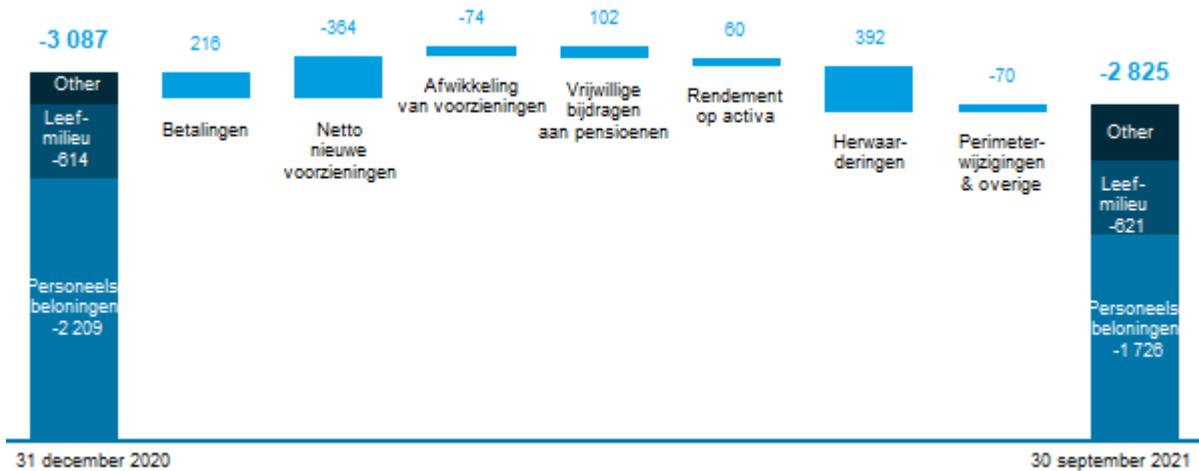 -3 087
Other
Leef-
milieu
-614
Personeels
beloningen
-2 209
216
Betalingen
-364
Netto
nieuwe
voorzieningen
-74
Afwikkeling
van voorzieningen
102
Vrijwillige
bijdragen
aan pensioenen
60
Rendement
op activa
392
Herwaar-
deringen
-70
Perimeter-
wijzigingen
& overige
-2 825
Other
Leef-
milieu
-621
Personeels
beloningen
-1 726
31 december 2020
30 september 2021